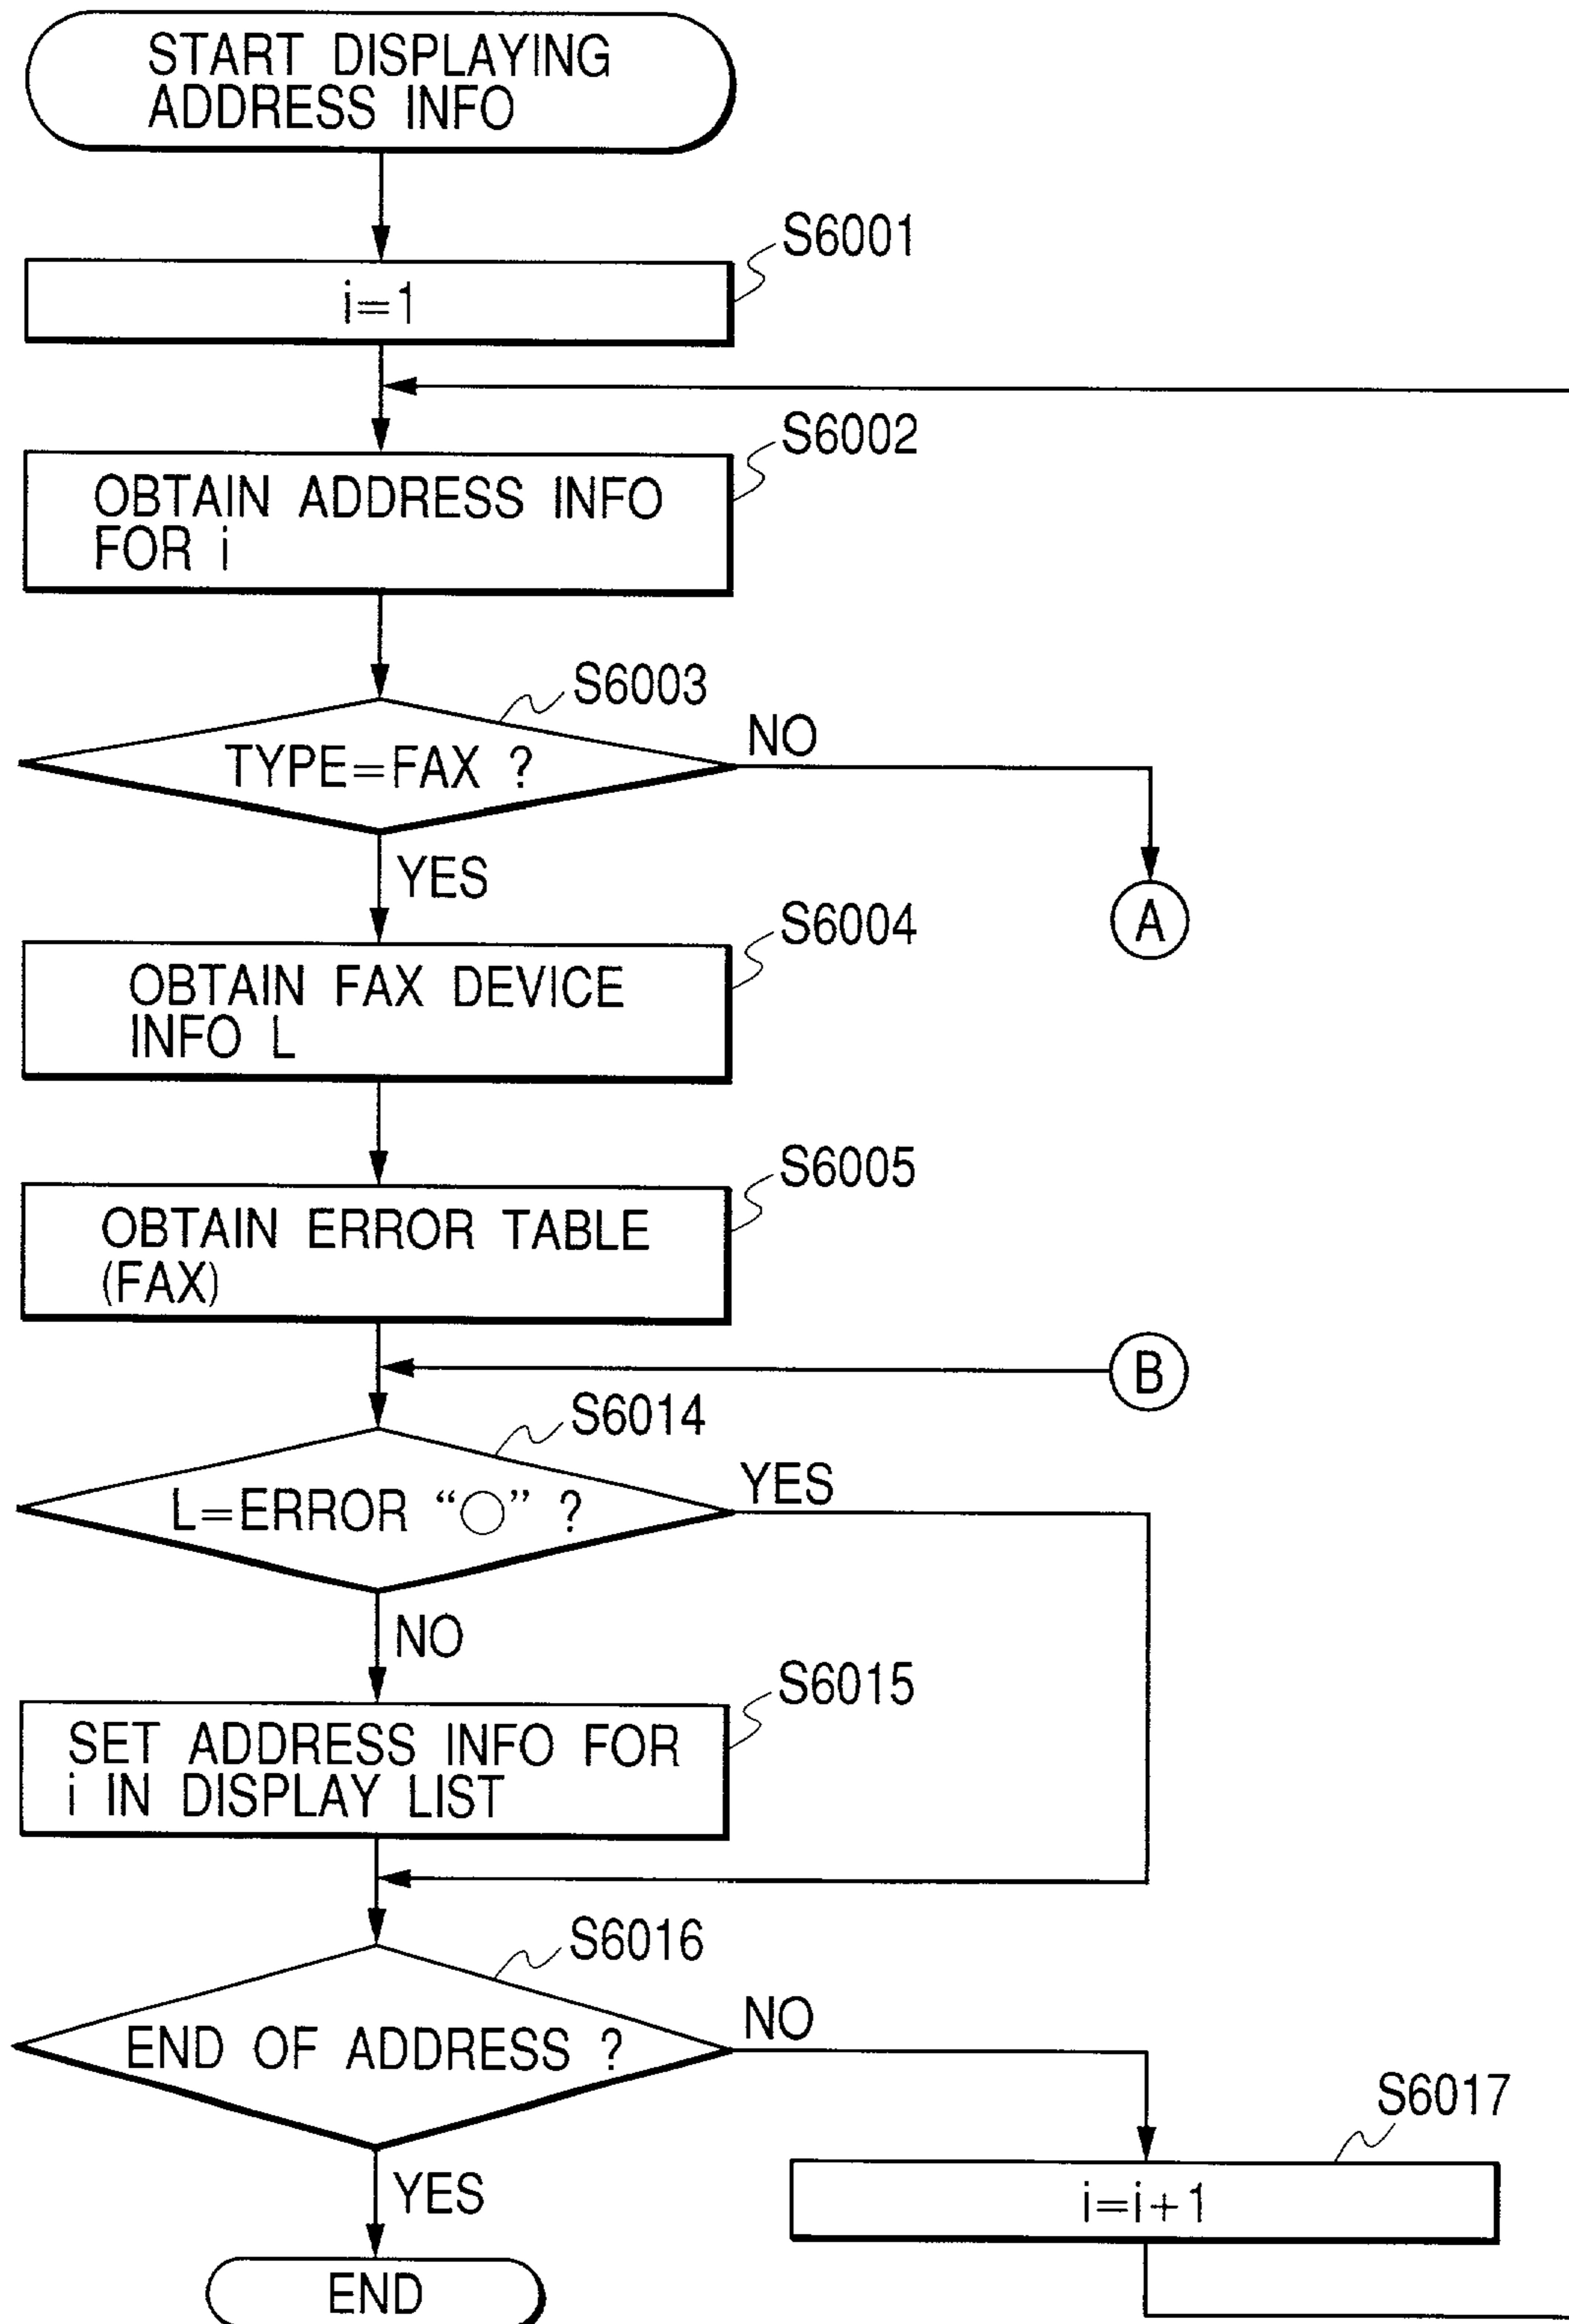 START DISPLAYING
ADDRESS INFO
S6001
i=1
S6002
OBTAIN ADDRESS INFO
FOR i
S6003
TYPE=FAX ?
NO
YES
A
S6004
OBTAIN FAX DEVICE
INFO L
S6005
OBTAIN ERROR TABLE
(FAX)
B
S6014
L=ERROR “○” ?
YES
NO
S6015
SET ADDRESS INFO FOR
i IN DISPLAY LIST
S6016
END OF ADDRESS ?
NO
S6017
i=i+1
YES
END